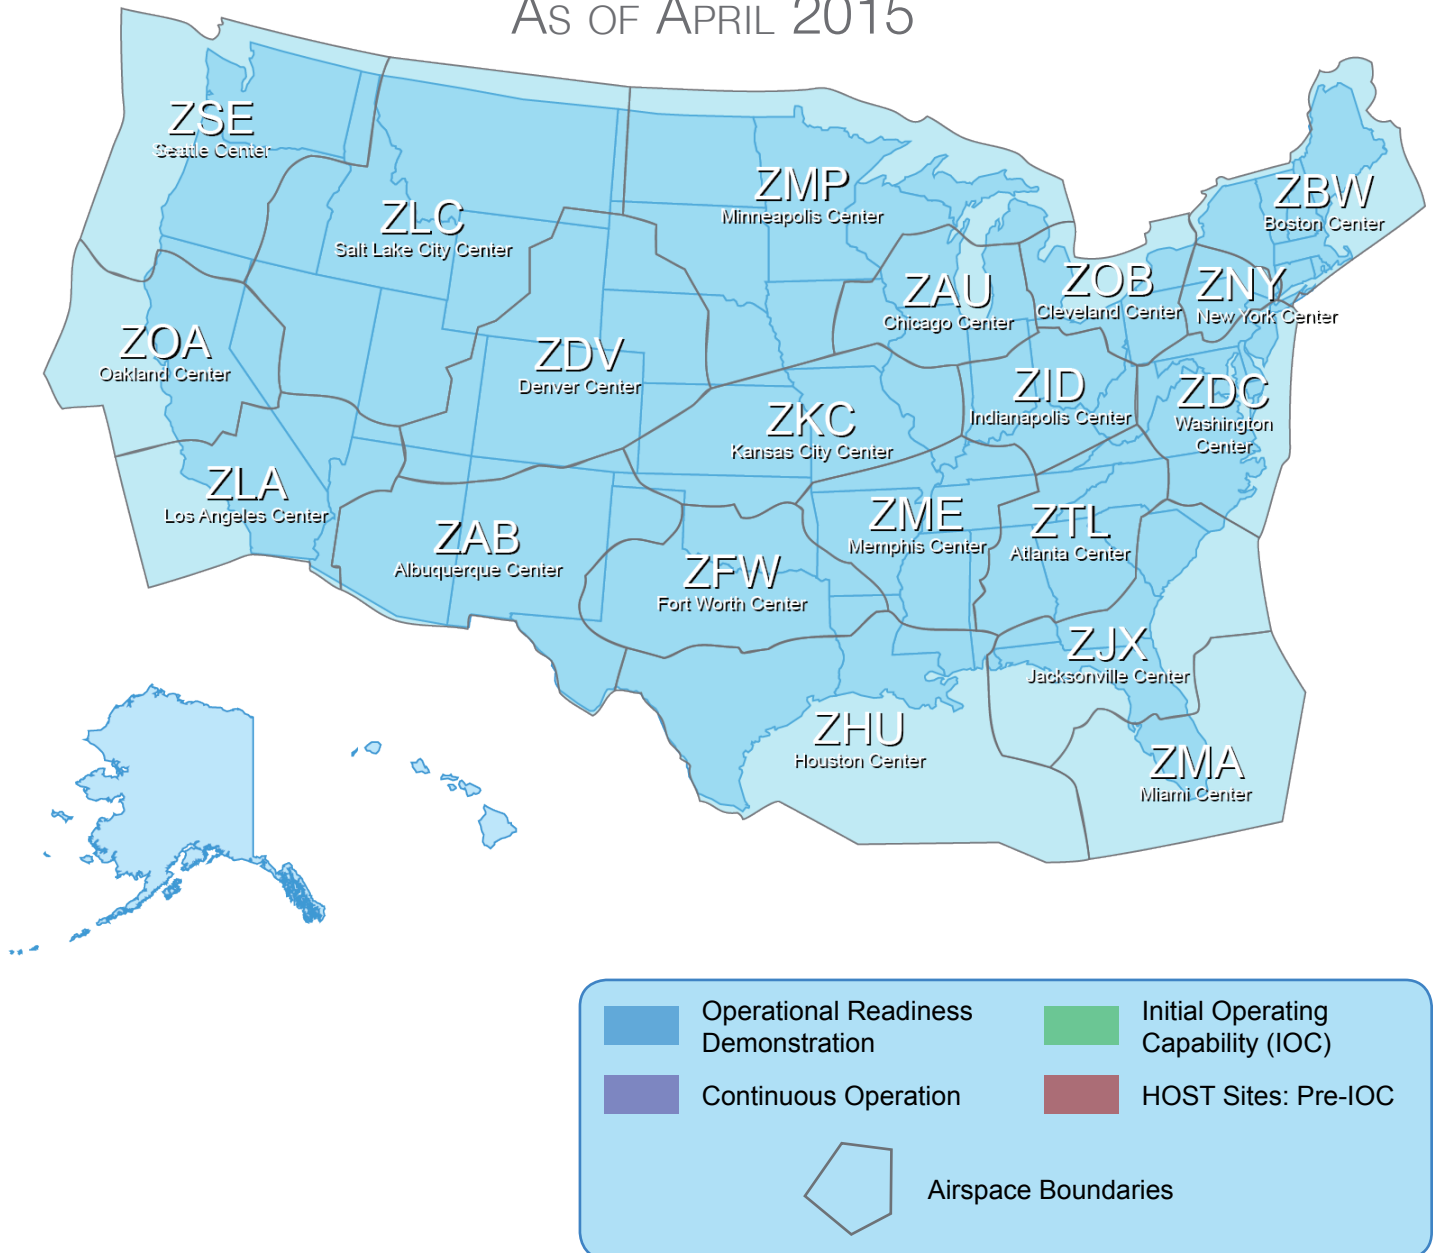 As of April 2015
ZSE
Seattle Center
ZLC
Salt Lake City Center
ZMP
Minneapolis Center
ZBW
Boston Center
ZOA
Oakland Center
ZDV
Denver Center
ZAU
Chicago Center
ZOB
Cleveland Center
ZNY
New York Center
ZID
Indianapolis Center
ZDC
Washington
Center
ZKC
Kansas City Center
ZLA
Los Angeles Center
ZAB
Albuquerque Center
ZFW
Fort Worth Center
ZME
Memphis Center
ZTL
Atlanta Center
ZJX
Jacksonville Center
ZHU
Houston Center
ZMA
Miami Center
Operational Readiness
Demonstration
Initial Operating
Capability (IOC)
Continuous Operation
HOST Sites: Pre-IOC
Airspace Boundaries